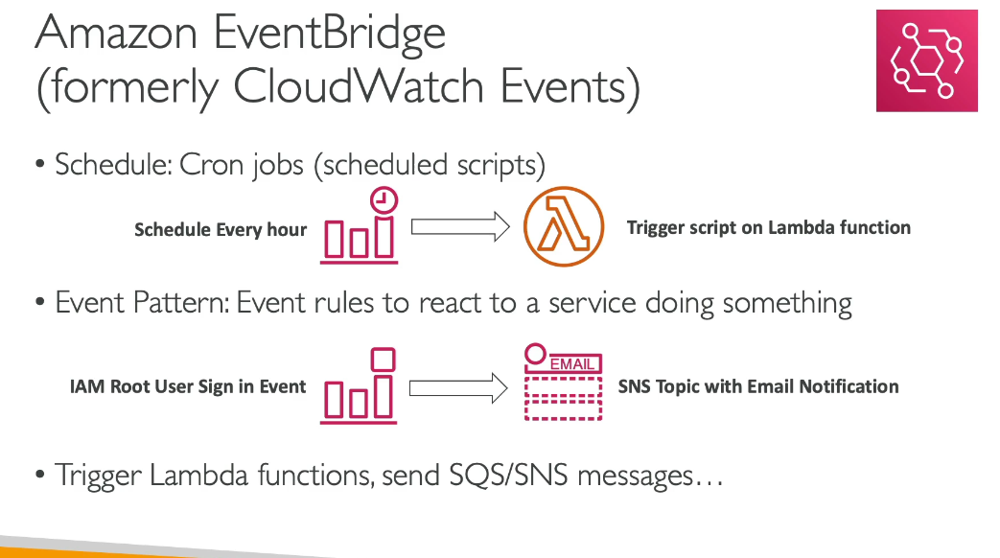 Amazon EventBridge
(formerly CloudWatch Events)
• Schedule: Cron jobs (scheduled scripts)
Schedule Every hour
Trigger script on Lambda function
• Event Pattern: Event rules to react to a service doing something
IAM Root User Sign in Event
EMAIL
SNS Topic with Email Notification
• Trigger Lambda functions, send SQS/SNS messages…